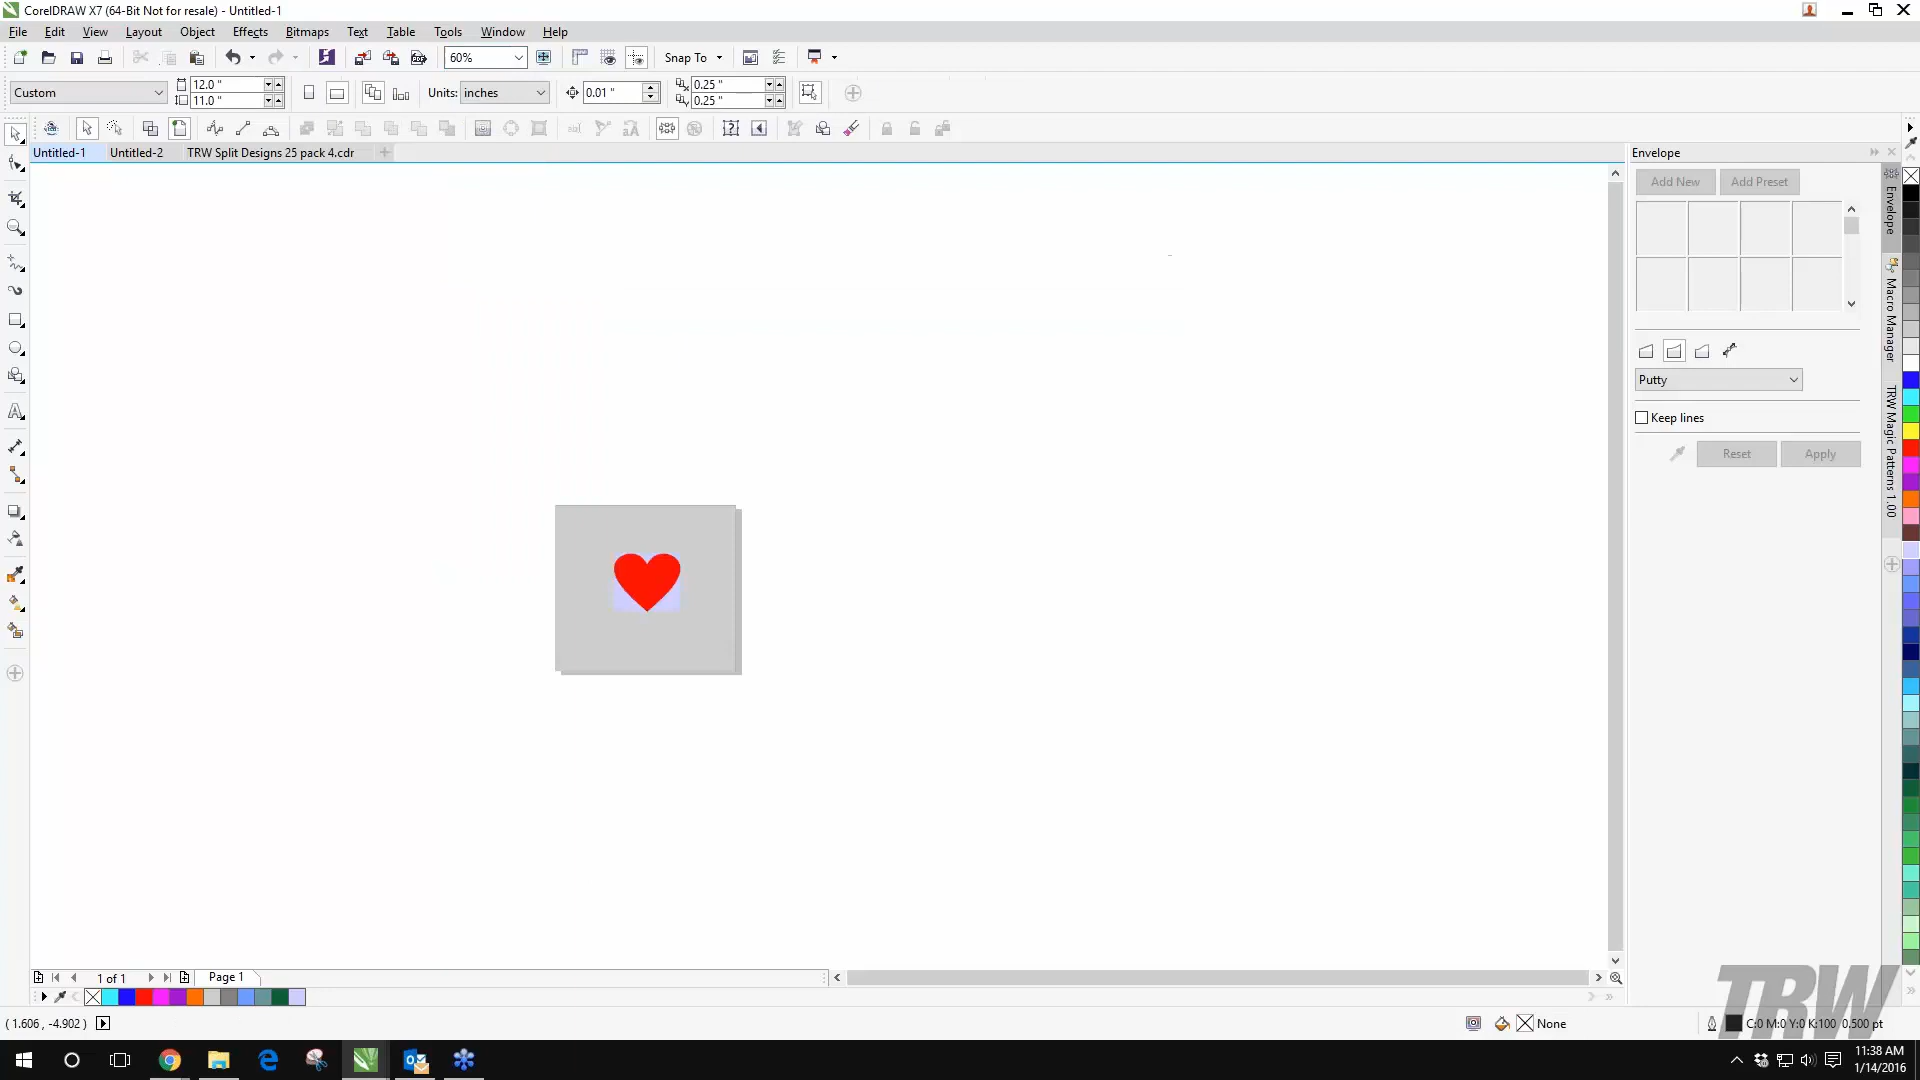 CorelDRAW X7 (64-Bit Not for resale) - Untitled-1
File Edit View Layout Object Effects Bitmaps Text Table Tools Window Help
60% Snap To
Custom 12.0 " 11.0 " Units: inches 0.01 " 0.25 " 0.25 "
Untitled-1 Untitled-2 TRW Split Designs 25 pack 4.cdr
Envelope
Add New Add Preset
Putty
Keep lines
Reset Apply
Envelope
Macro Manager
TRW Magic Patterns 1.00
1 of 1 Page 1
TRW
( 1.606 , -4.902 ) None C:0 M:0 Y:0 K:100 0.500 pt
11:38 AM
1/14/2016